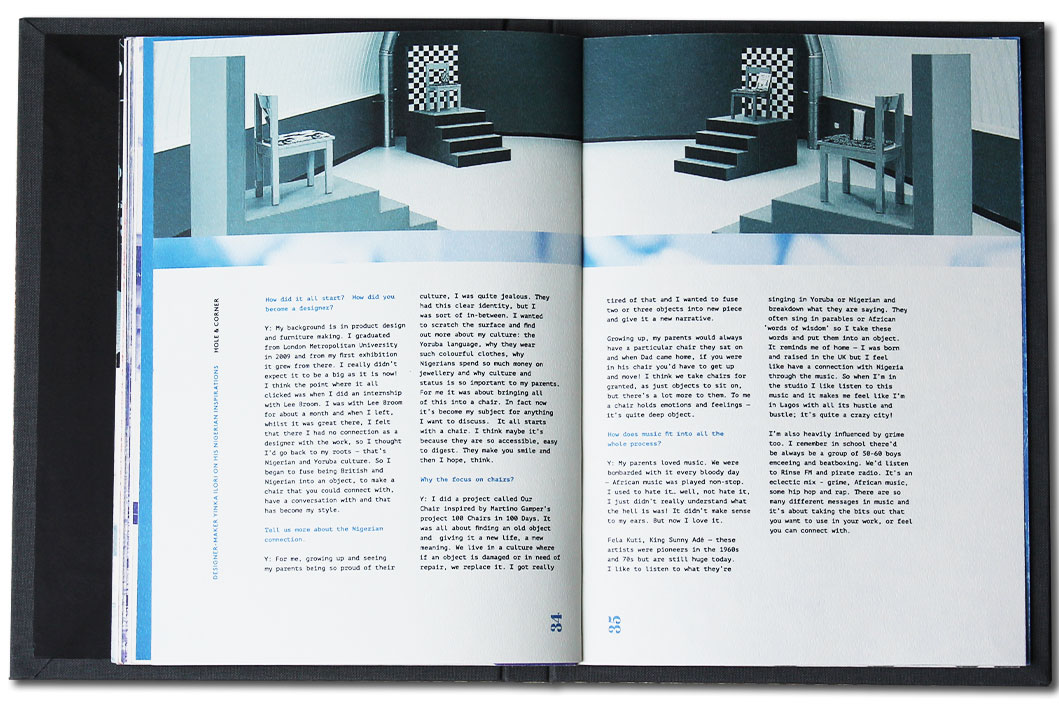 HOLE & CORNER
DESIGNER-MAKER YINKA ILORI ON HIS NIGERIAN INSPIRATIONS
How did it all start? How did you
become a designer?
Y: My background is in product design
and furniture making. I graduated
from London Metropolitan University
in 2009 and from my first exhibition
it grew from there. I really didn't
expect it to be a big as it is now!
I think the point where it all
clicked was when I did an internship
with Lee Broom. I was with Lee Broom
for about a month and when I left,
whilst it was great there, I felt
that there I had no connection as a
designer with the work, so I thought
I'd go back to my roots – that's
Nigerian and Yoruba culture. So I
began to fuse being British and
Nigerian into an object, to make a
chair that you could connect with,
have a conversation with and that
has become my style.
Tell us more about the Nigerian
connection.
Y: For me, growing up and seeing
my parents being so proud of their
culture, I was quite jealous. They
had this clear identity, but I
was sort of in-between. I wanted
to scratch the surface and find
out more about my culture: the
Yoruba language, why they wear
such colourful clothes, why
Nigerians spend so much money on
jewellery and why culture and
status is so important to my parents.
For me it was about bringing all
of this into a chair. In fact now
it's become my subject for anything
I want to discuss. It all starts
with a chair. I think maybe it's
because they are so accessible, easy
to digest. They make you smile and
then I hope, think.
Why the focus on chairs?
Y: I did a project called Our
Chair inspired by Martino Gamper's
project 100 Chairs in 100 Days. It
was all about finding an old object
and giving it a new life, a new
meaning. We live in a culture where
if an object is damaged or in need of
repair, we replace it. I got really
34
tired of that and I wanted to fuse
two or three objects into new piece
and give it a new narrative.
Growing up, my parents would always
have a particular chair they sat on
and when Dad came home, if you were
in his chair you'd have to get up
and move! I think we take chairs for
granted, as just objects to sit on,
but there's a lot more to them. To me
a chair holds emotions and feelings –
it's quite deep object.
How does music fit into all the
whole process?
Y: My parents loved music. We were
bombarded with it every bloody day
– African music was played non-stop.
I used to hate it… well, not hate it,
I just didn't really understand what
the hell is was! It didn't make sense
to my ears. But now I love it.
Fela Kuti, King Sunny Adé – these
artists were pioneers in the 1960s
and 70s but are still huge today.
I like to listen to what they're
singing in Yoruba or Nigerian and
breakdown what they are saying. They
often sing in parables or African
'words of wisdom' so I take these
words and put them into an object.
It reminds me of home – I was born
and raised in the UK but I feel
like have a connection with Nigeria
through the music. So when I'm in
the studio I like listen to this
music and it makes me feel like I'm
in Lagos with all its hustle and
bustle; it's quite a crazy city!
I'm also heavily influenced by grime
too. I remember in school there'd
be always be a group of 50-60 boys
emceeing and beatboxing. We'd listen
to Rinse FM and pirate radio. It's an
eclectic mix – grime, African music,
some hip hop and rap. There are so
many different messages in music and
it's about taking the bits out that
you want to use in your work, or feel
you can connect with.
35